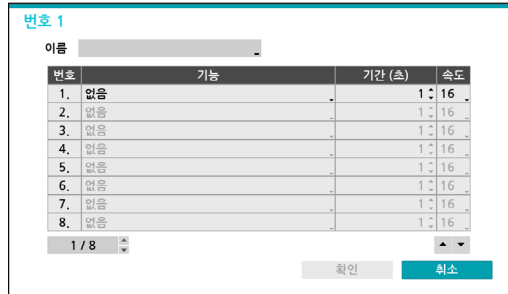 번호 1
이름
번호 기능 기간 (초) 속도
1. 없음 1 16
2. 없음 1 16
3. 없음 1 16
4. 없음 1 16
5. 없음 1 16
6. 없음 1 16
7. 없음 1 16
8. 없음 1 16
1 / 8
확인 취소